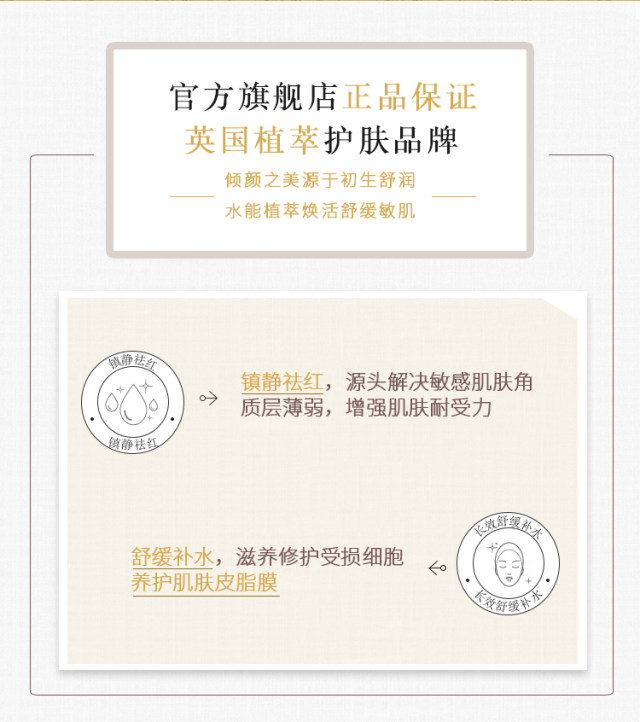 官方旗舰店正品保证
英国植萃护肤品牌
倾颜之美源于初生舒润
水能植萃焕活舒缓敏肌
镇静祛红
镇静祛红
镇静祛红，源头解决敏感肌肤角
质层薄弱，增强肌肤耐受力
舒缓补水，滋养修护受损细胞
养护肌肤皮脂膜
长效舒缓补水
长效舒缓补水